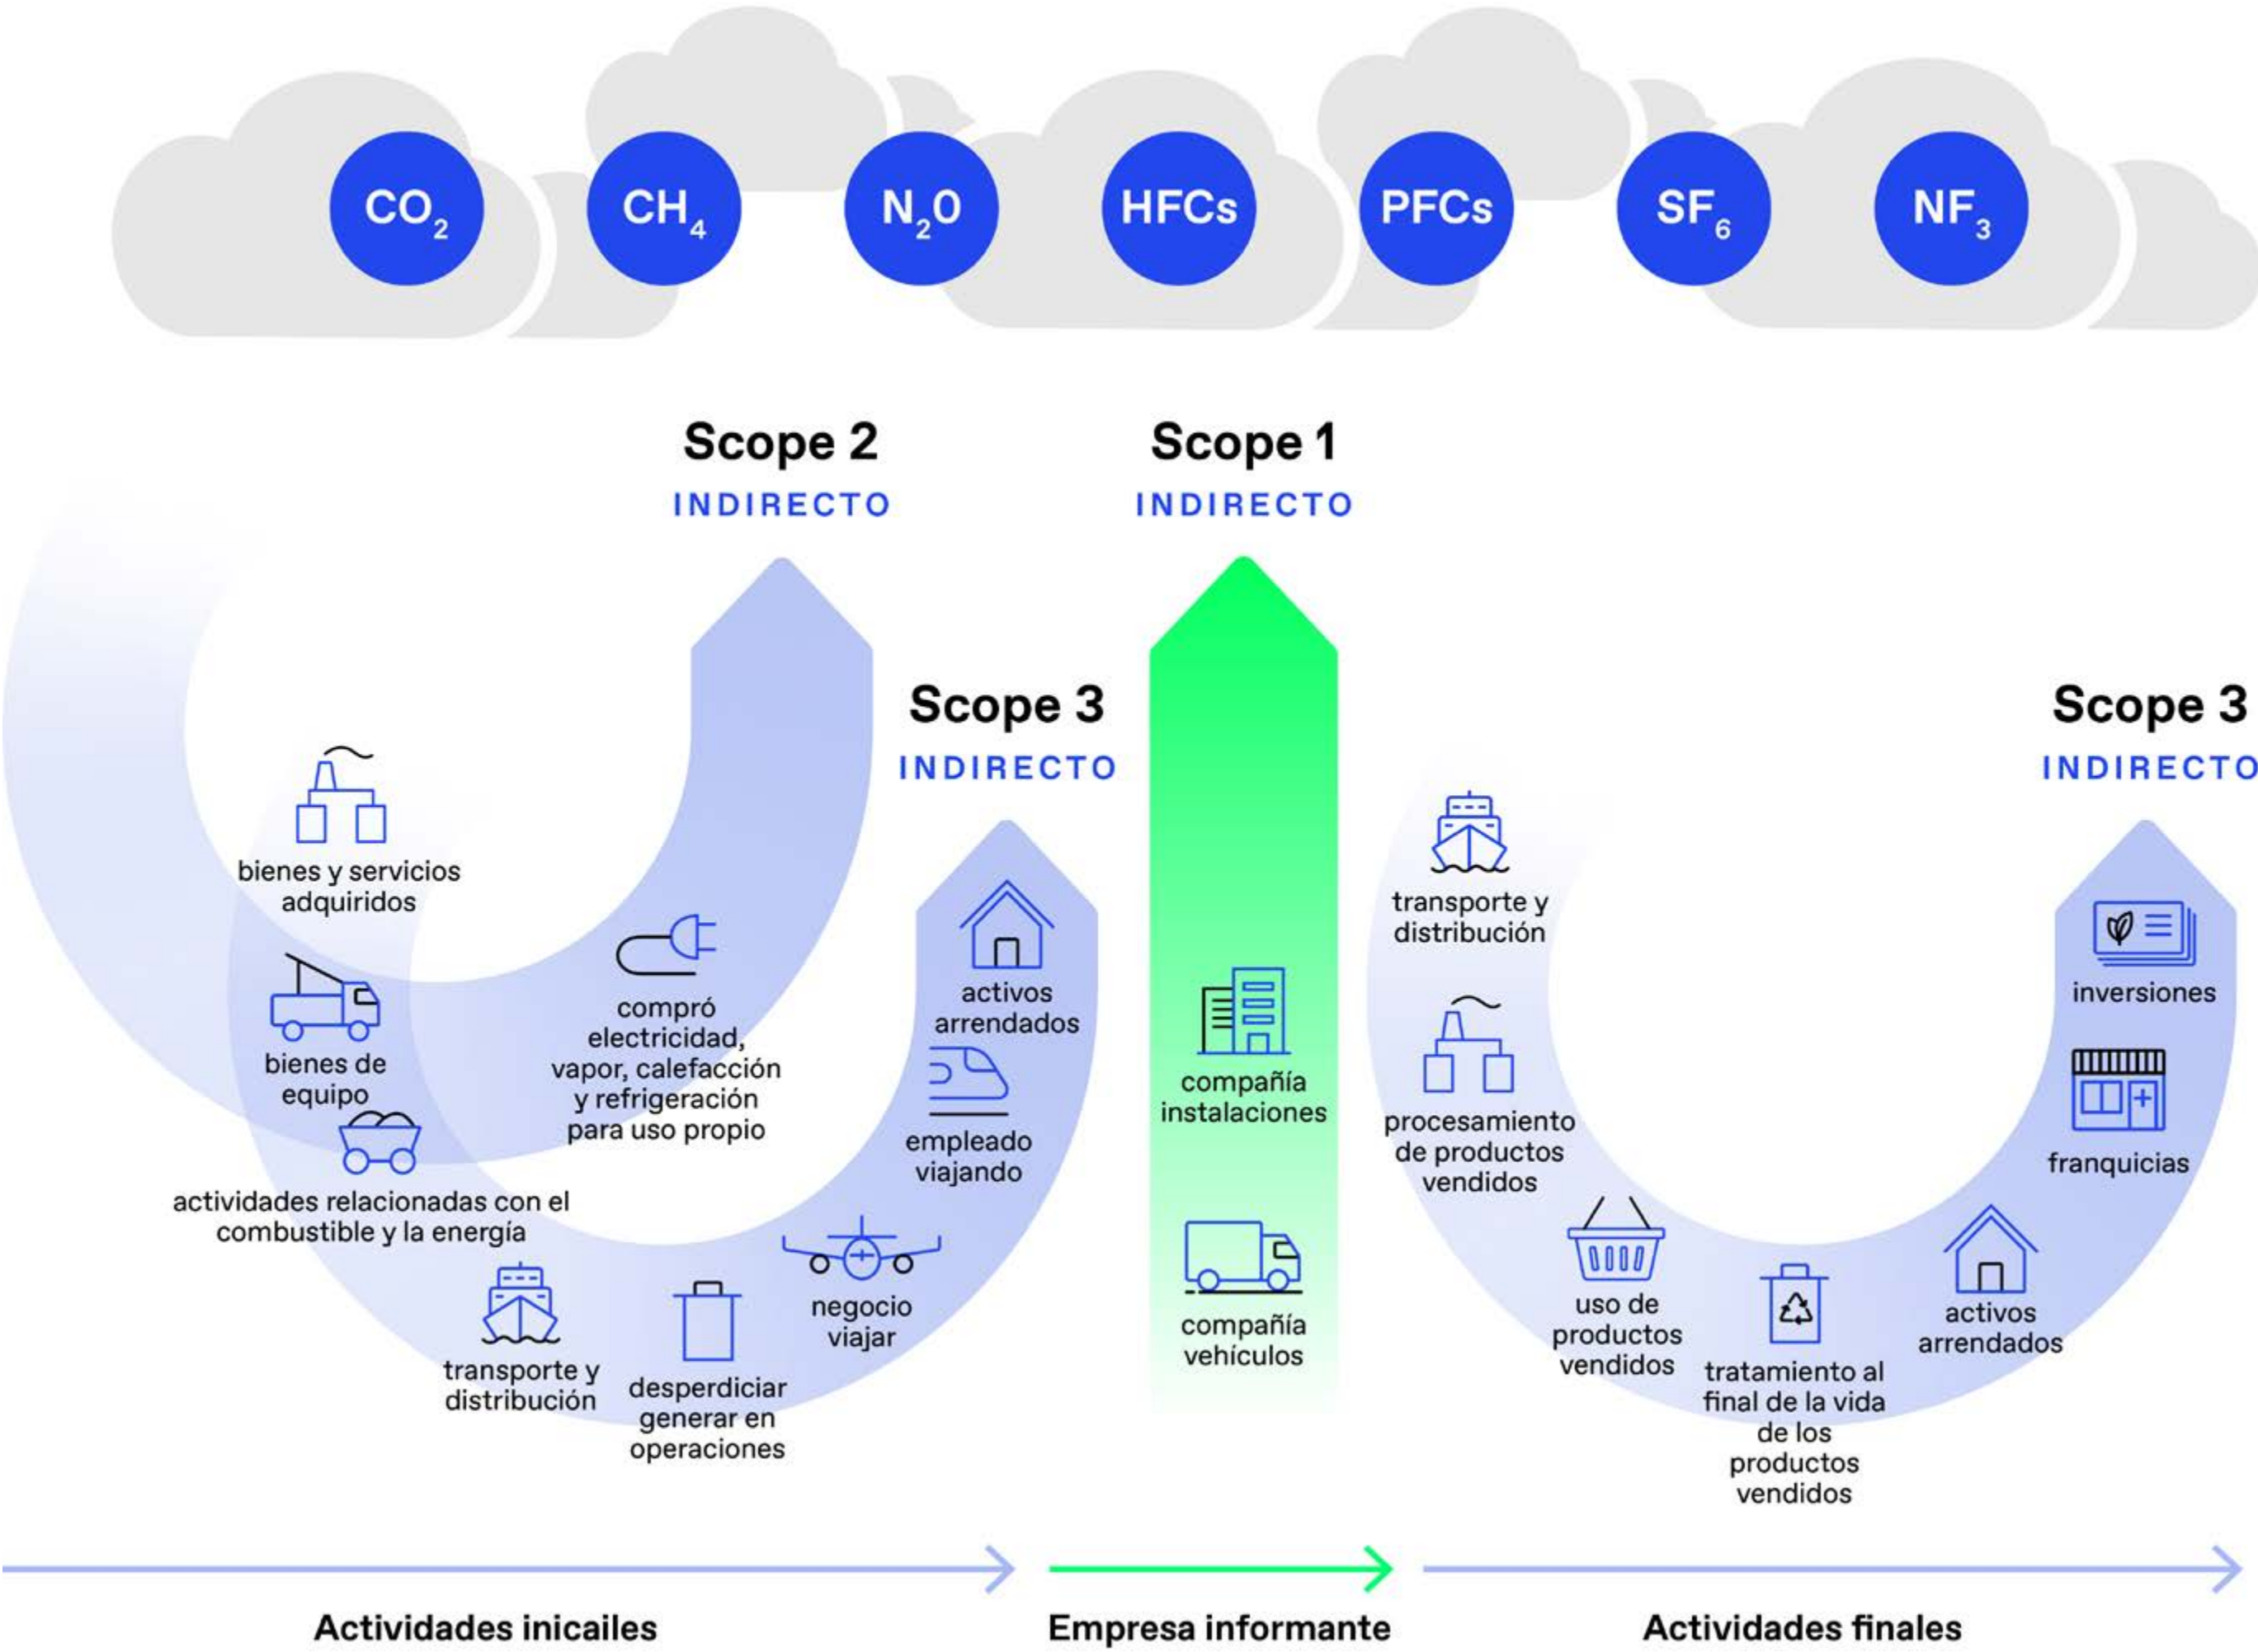 CO₂
CH₄
N₂O
HFCs
PFCs
SF₆
NF₃
Scope 2
INDIRECTO
Scope 1
INDIRECTO
Scope 3
INDIRECTO
Scope 3
INDIRECTO
bienes y servicios
adquiridos
bienes de
equipo
actividades relacionadas con el
combustible y la energía
compró
electricidad,
vapor, calefacción
y refrigeración
para uso propio
transporte y
distribución
desperdiciar
generar en
operaciones
negocio
viajar
empleado
viajando
activos
arrendados
compañía
instalaciones
compañía
vehículos
transporte y
distribución
procesamiento
de productos
vendidos
uso de
productos
vendidos
tratamiento al
final de la vida
de los
productos
vendidos
activos
arrendados
franquicias
inversiones
Actividades inicailes
Empresa informante
Actividades finales